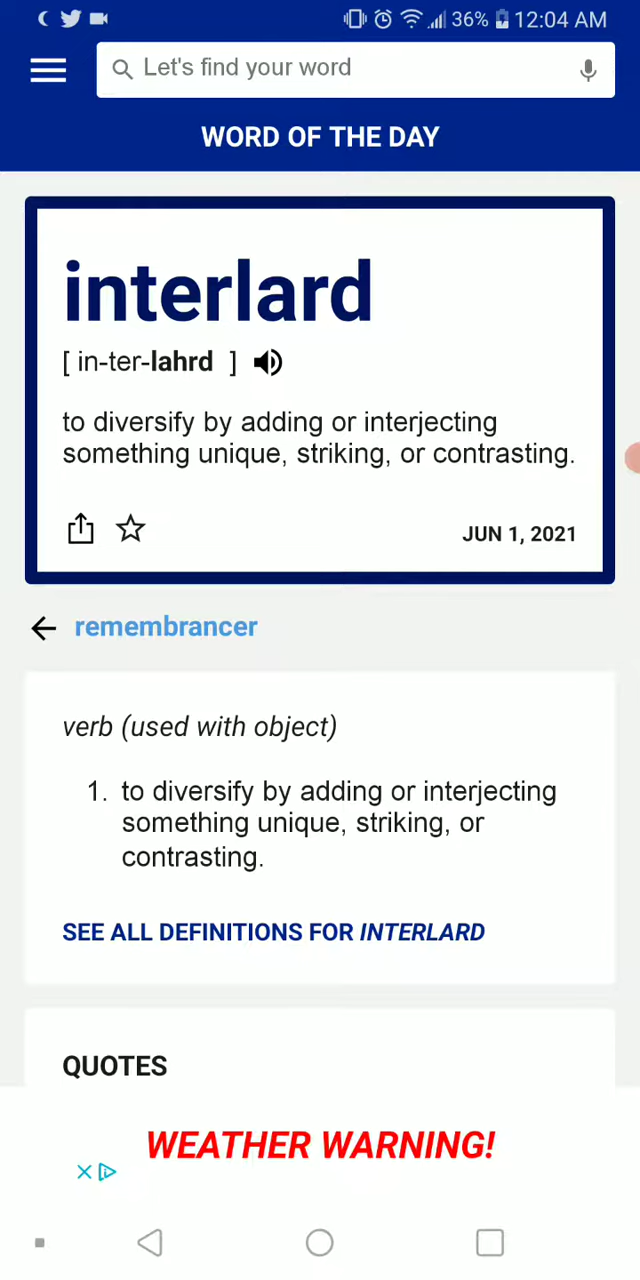 36% 12:04 AM
Let's find your word
WORD OF THE DAY
interlard
[ in-ter-lahrd ]
to diversify by adding or interjecting
something unique, striking, or contrasting.
JUN 1, 2021
remembrancer
verb (used with object)
1. to diversify by adding or interjecting
something unique, striking, or
contrasting.
SEE ALL DEFINITIONS FOR INTERLARD
QUOTES
WEATHER WARNING!